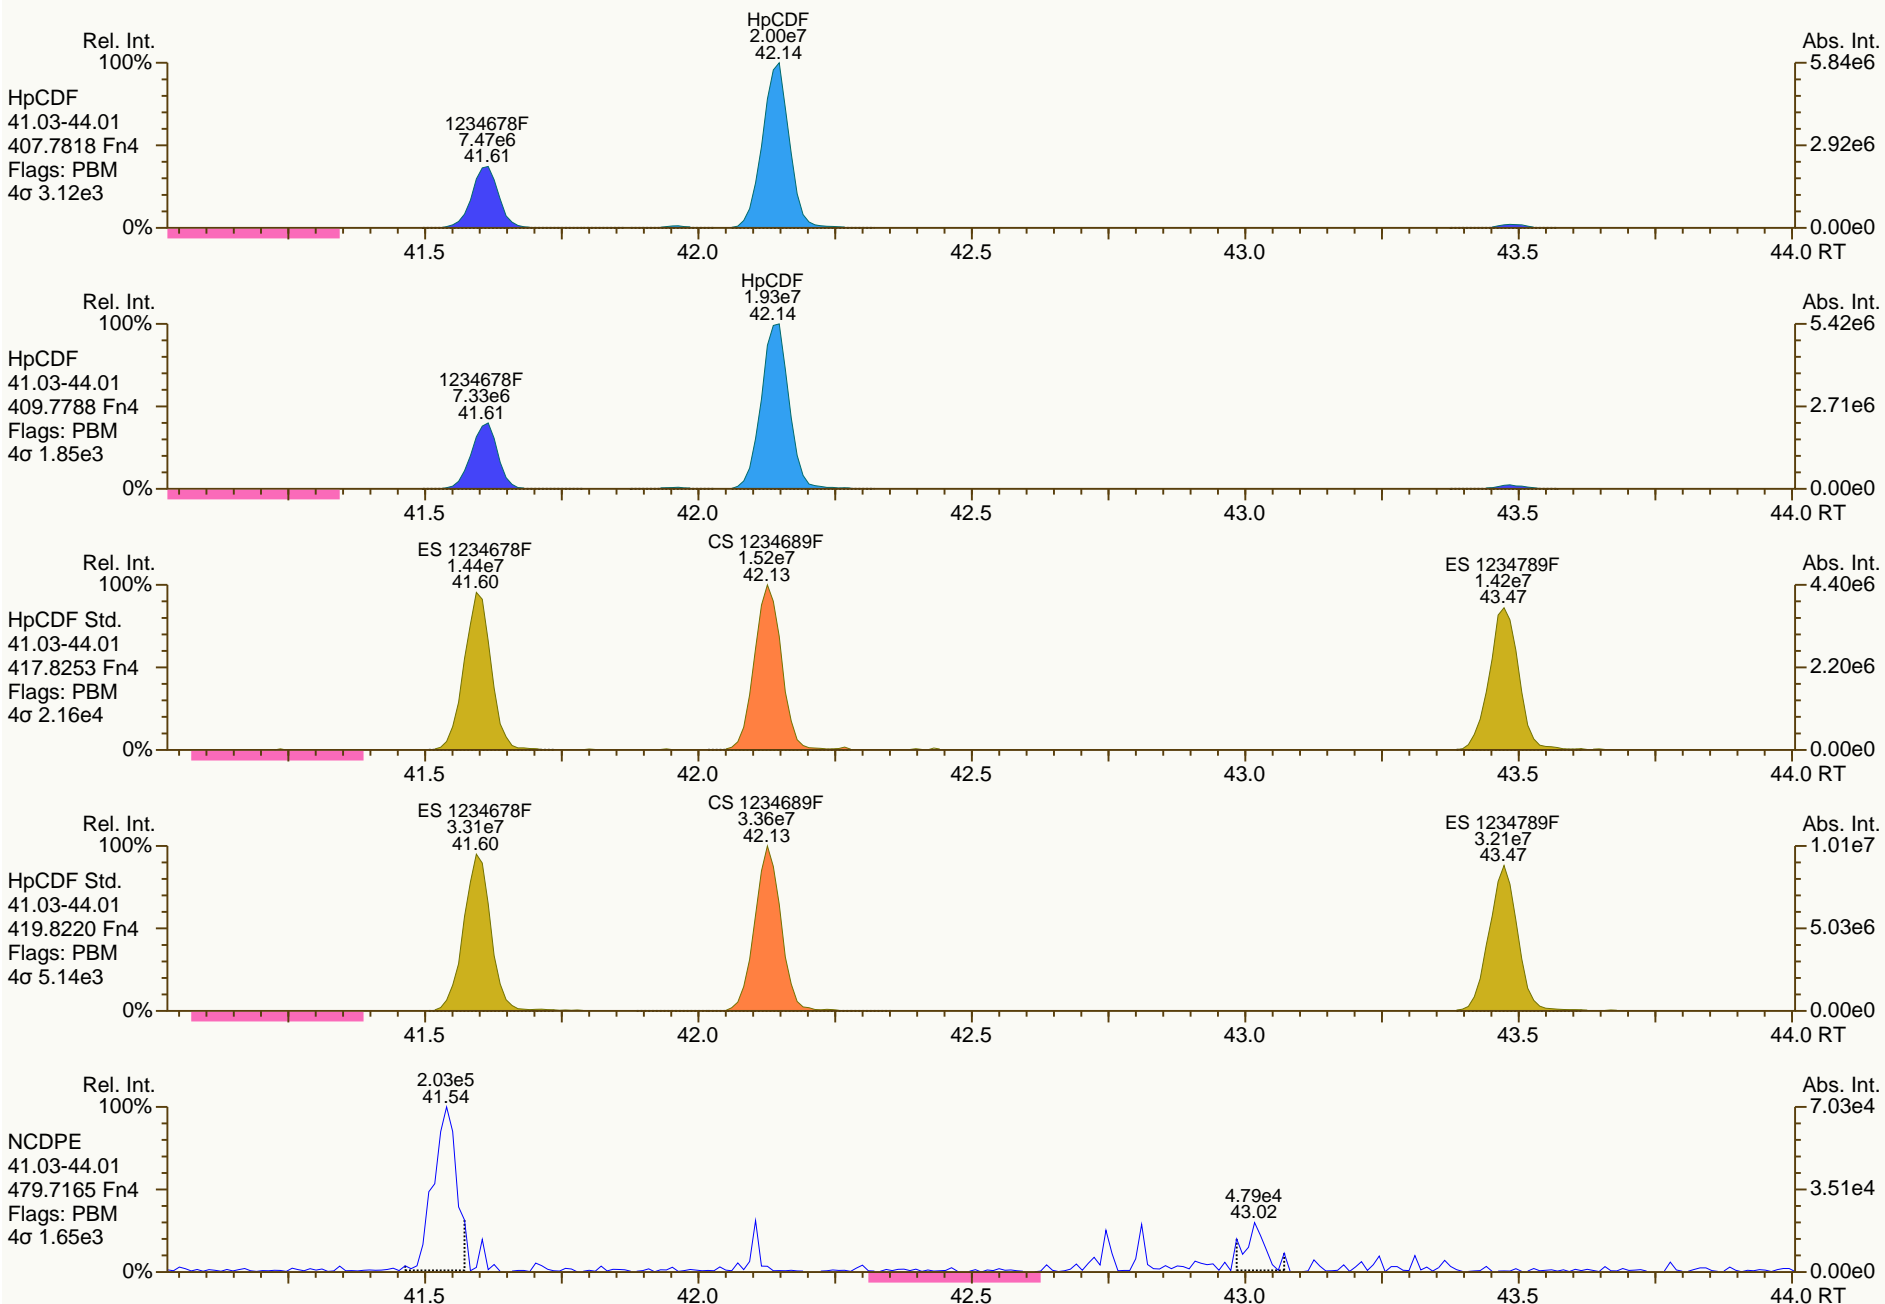 HpCDF
2.00e7
42.14
Rel. Int.
Abs. Int.
100%
5.84e6
HpCDF
41.03-44.01
407.7818 Fn4
Flags: PBM
4σ 3.12e3
1234678F
7.47e6
41.61
2.92e6
0%
0.00e0
41.5 42.0 42.5 43.0 43.5 44.0 RT
HpCDF
1.93e7
42.14
Rel. Int.
Abs. Int.
100%
5.42e6
HpCDF
41.03-44.01
409.7788 Fn4
Flags: PBM
4σ 1.85e3
1234678F
7.33e6
41.61
2.71e6
0%
0.00e0
41.5 42.0 42.5 43.0 43.5 44.0 RT
Rel. Int.
Abs. Int.
100%
4.40e6
ES 1234678F
1.44e7
41.60
CS 1234689F
1.52e7
42.13
ES 1234789F
1.42e7
43.47
HpCDF Std.
41.03-44.01
417.8253 Fn4
Flags: PBM
4σ 2.16e4
2.20e6
0%
0.00e0
41.5 42.0 42.5 43.0 43.5 44.0 RT
Rel. Int.
Abs. Int.
100%
1.01e7
ES 1234678F
3.31e7
41.60
CS 1234689F
3.36e7
42.13
ES 1234789F
3.21e7
43.47
HpCDF Std.
41.03-44.01
419.8220 Fn4
Flags: PBM
4σ 5.14e3
5.03e6
0%
0.00e0
41.5 42.0 42.5 43.0 43.5 44.0 RT
Rel. Int.
Abs. Int.
100%
7.03e4
2.03e5
41.54
NCDPE
41.03-44.01
479.7165 Fn4
Flags: PBM
4σ 1.65e3
4.79e4
43.02
3.51e4
0%
0.00e0
41.5 42.0 42.5 43.0 43.5 44.0 RT